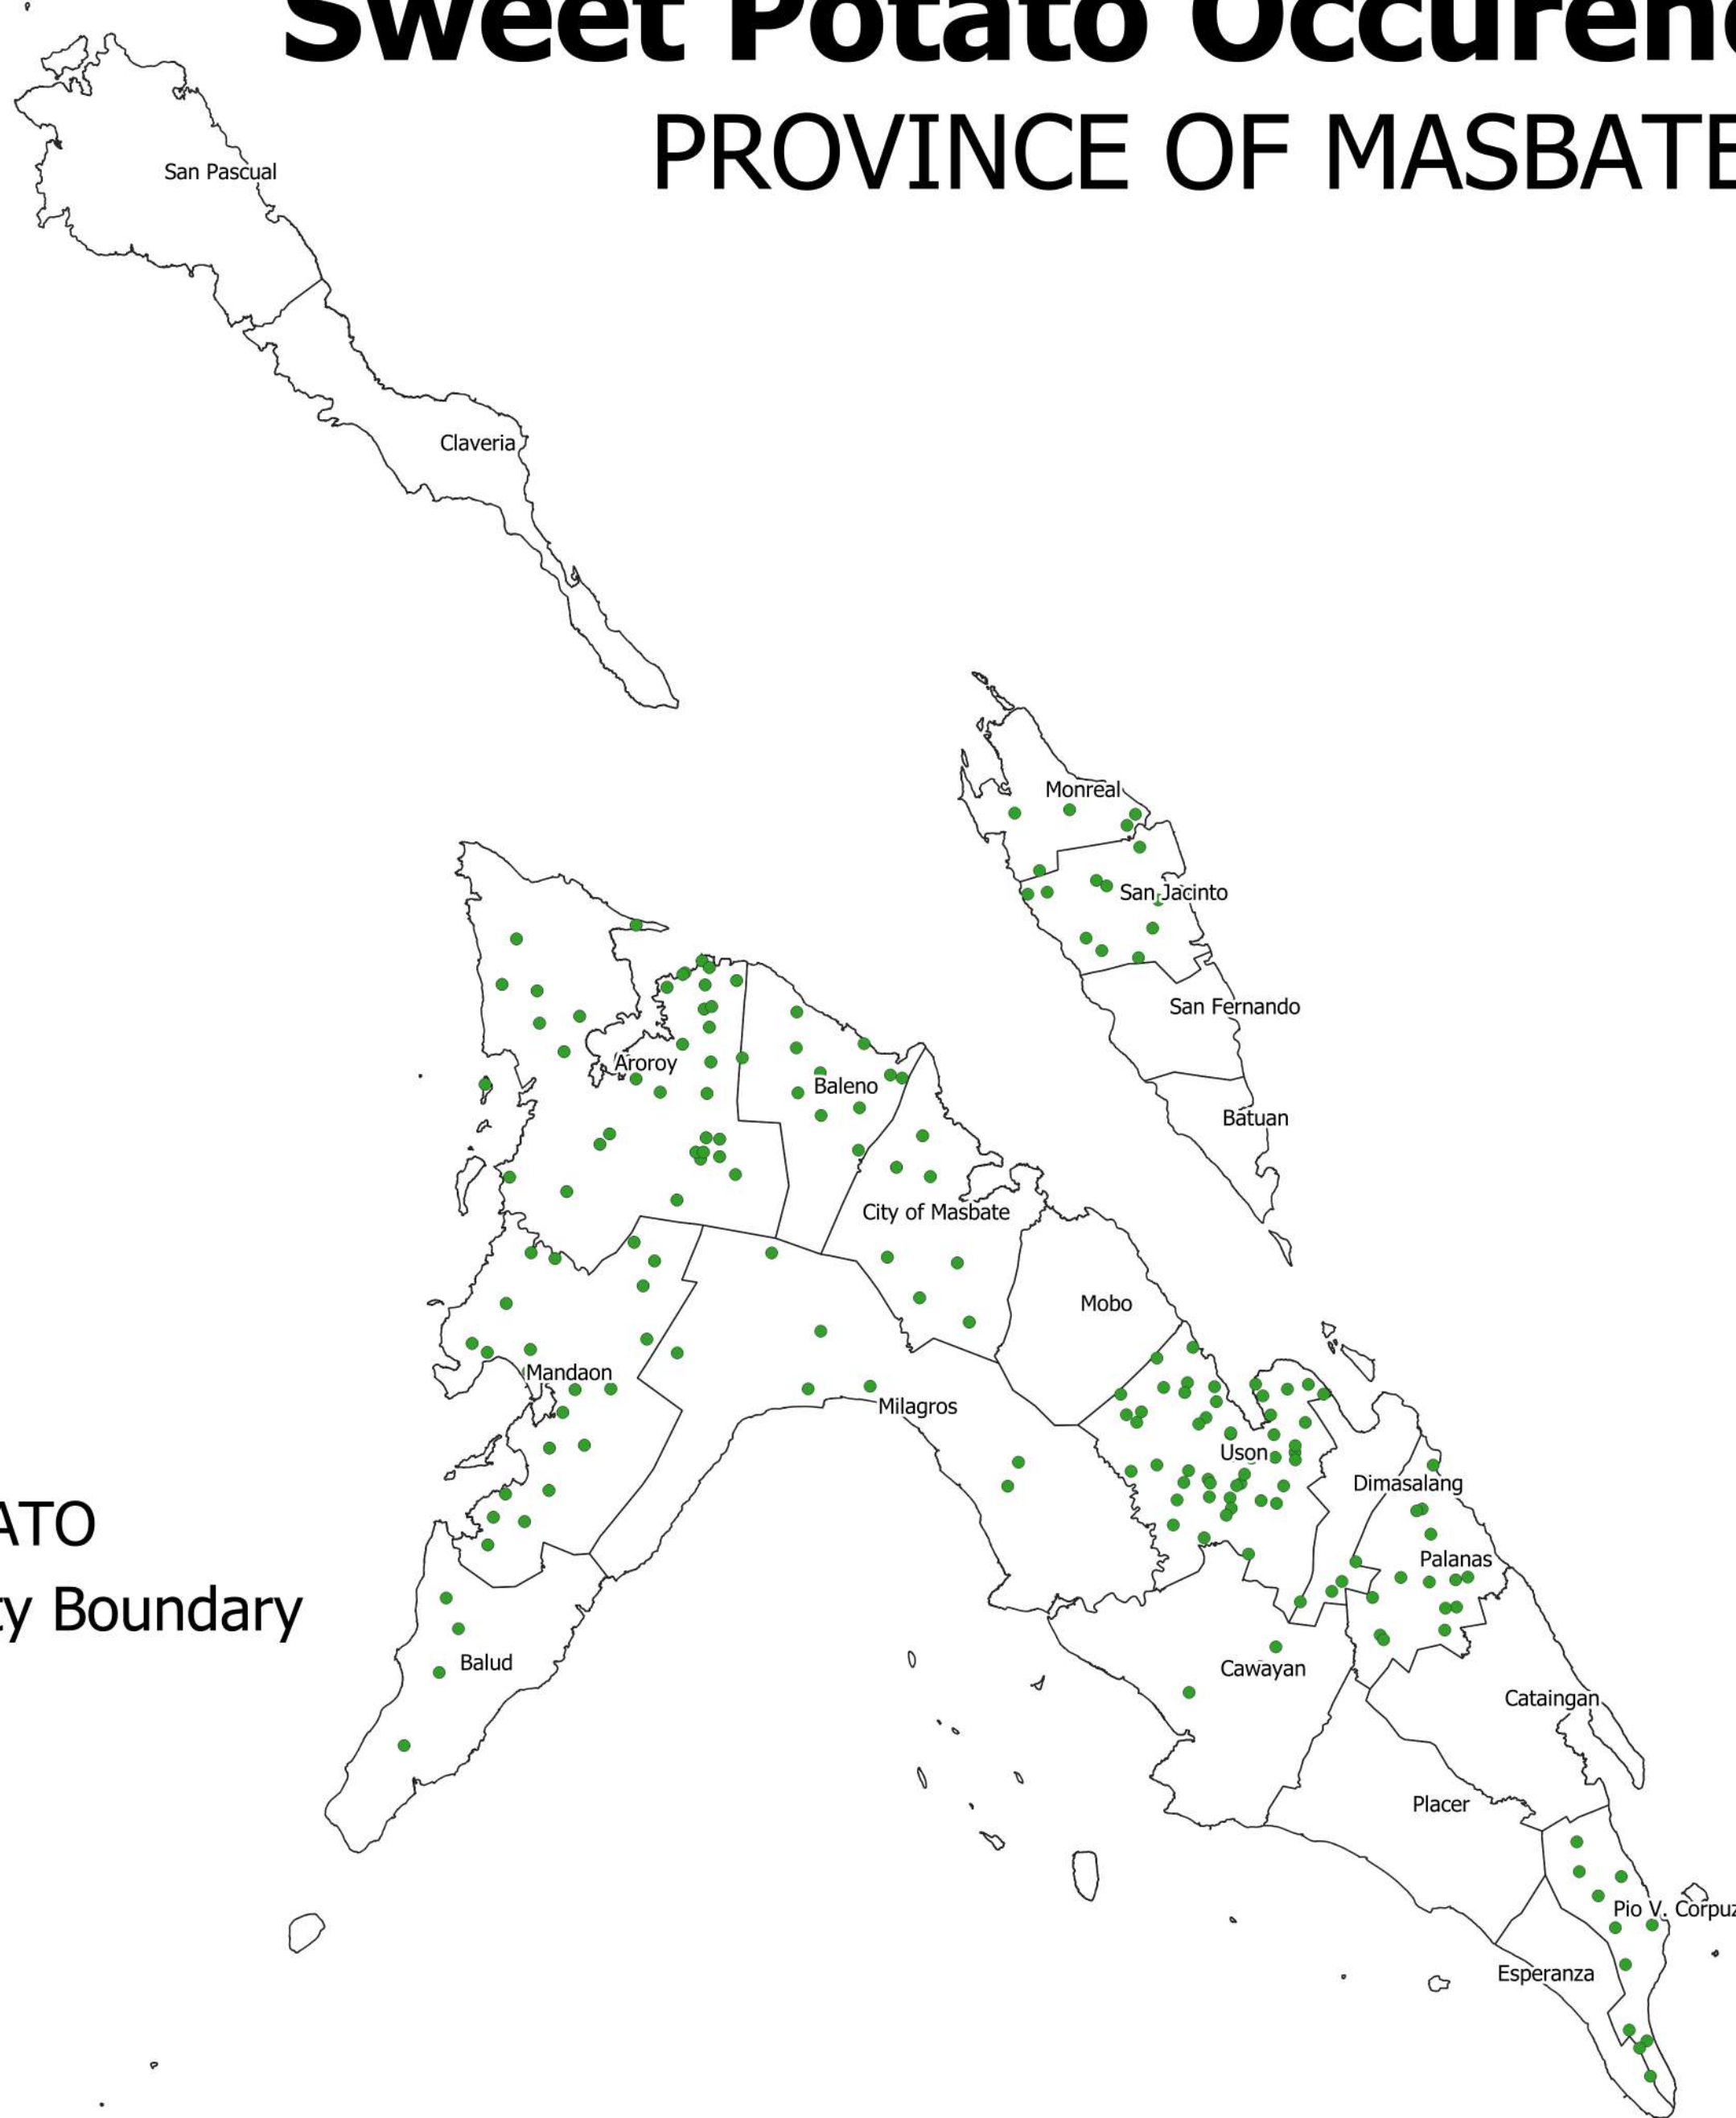 Sweet Potato Occuren
PROVINCE OF MASBATE
San Pascual
Claveria
Monreal
San Jacinto
San Fernando
Aroroy
Baleno
Batuan
City of Masbate
Mobo
Mandaon
Milagros
Uson
Dimasalang
ATO
Palanas
ty Boundary
Balud
Cawayan
Cataingan
Placer
Pio V. Corpuz
Esperanza